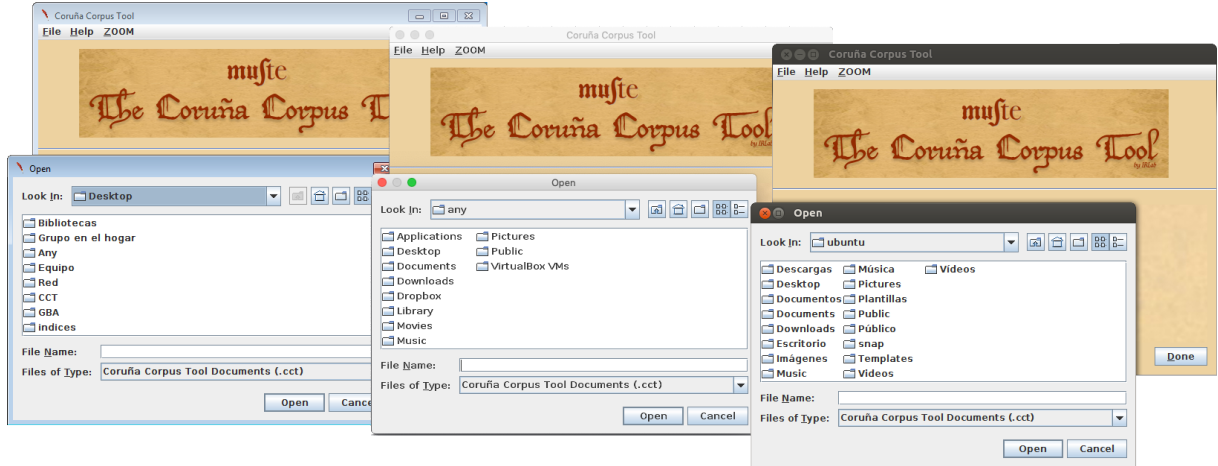 Coruña Corpus Tool
File Help ZOOM
muſte
The Coruña Corpus T
Open
Look In: Desktop
Bibliotecas
Grupo en el hogar
Any
Equipo
Red
CCT
GBA
indices
File Name:
Files of Type: Coruña Corpus Tool Documents (.cct)
Open Cance
Coruña Corpus Tool
File Help ZOOM
muſte
The Coruña Corpus Tool
by IRLab
Open
Look In: any
Applications Pictures
Desktop Public
Documents VirtualBox VMs
Downloads
Dropbox
Library
Movies
Music
File Name:
Files of Type: Coruña Corpus Tool Documents (.cct)
Open Cancel
Coruña Corpus Tool
File Help ZOOM
muſte
The Coruña Corpus Tool
by IRLab
Done
Open
Look In: ubuntu
Descargas Música Vídeos
Desktop Pictures
Documentos Plantillas
Documents Public
Downloads Público
Escritorio snap
Imágenes Templates
Music Videos
File Name:
Files of Type: Coruña Corpus Tool Documents (.cct)
Open Cancel